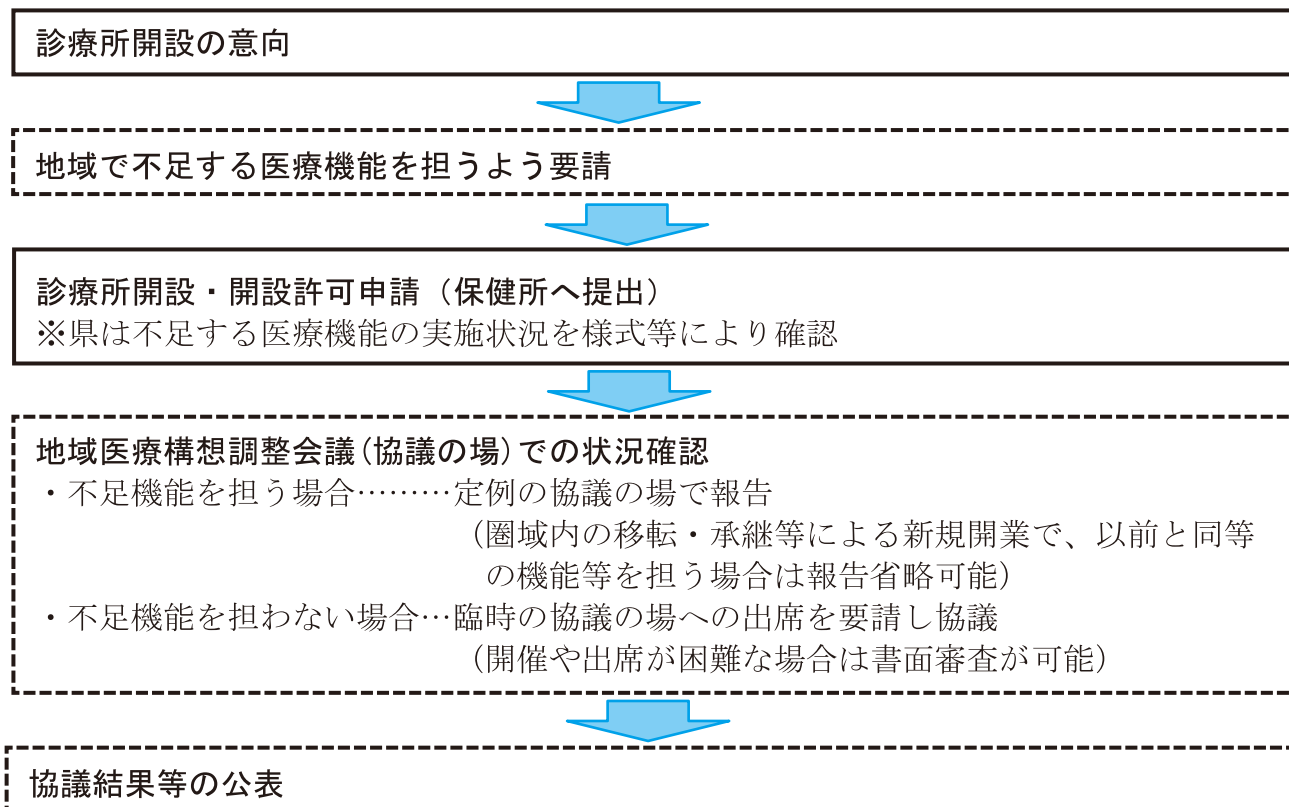 診療所開設の意向
地域で不足する医療機能を担うよう要請
診療所開設・開設許可申請（保健所へ提出）
※県は不足する医療機能の実施状況を様式等により確認
地域医療構想調整会議（協議の場）での状況確認
・不足機能を担う場合………定例の協議の場で報告
（圏域内の移転・承継等による新規開業で、以前と同等
の機能等を担う場合は報告省略可能）
・不足機能を担わない場合…臨時の協議の場への出席を要請し協議
（開催や出席が困難な場合は書面審査が可能）
協議結果等の公表